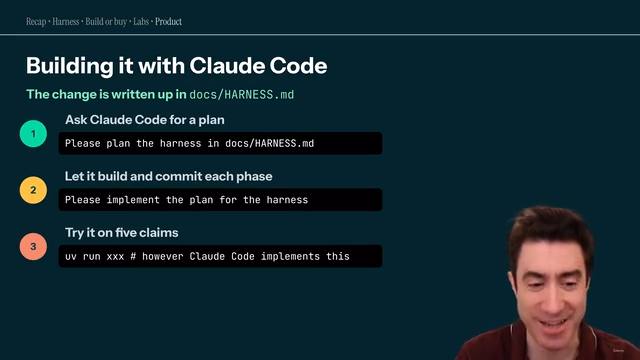 Recap • Harness • Build or buy • Labs • Product
Building it with Claude Code
The change is written up in docs/HARNESS.md
1
Ask Claude Code for a plan
Please plan the harness in docs/HARNESS.md
2
Let it build and commit each phase
Please implement the plan for the harness
3
Try it on five claims
uv run xxx # however Claude Code implements this